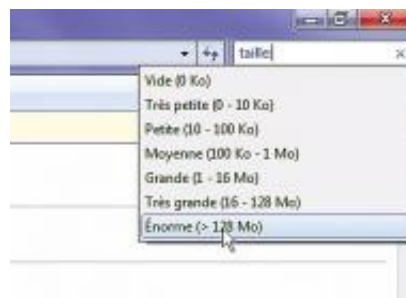 taille:
Vide (0 Ko)
Très petite (0 - 10 Ko)
Petite (10 - 100 Ko)
Moyenne (100 Ko - 1 Mo)
Grande (1 - 16 Mo)
Très grande (16 - 128 Mo)
Énorme (> 128 Mo)